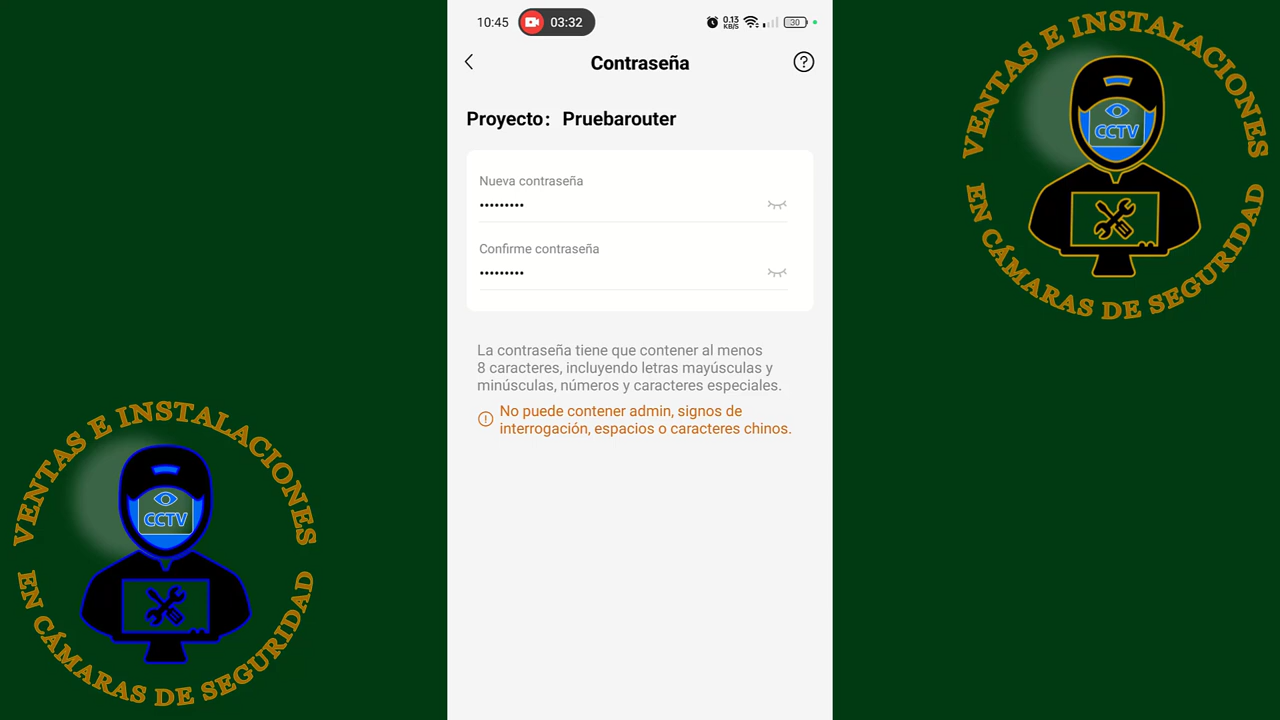 10:45
03:32
0.13
KB/S
30
Contraseña
?
Proyecto: Pruebarouter
Nueva contraseña
•••••••••
Confirme contraseña
•••••••••
La contraseña tiene que contener al menos
8 caracteres, incluyendo letras mayúsculas y
minúsculas, números y caracteres especiales.
No puede contener admin, signos de
interrogación, espacios o caracteres chinos.
VENTAS E INSTALACIONES
CCTV
EN CÁMARAS DE SEGURIDAD
VENTAS E INSTALACIONES
CCTV
EN CÁMARAS DE SEGURIDAD